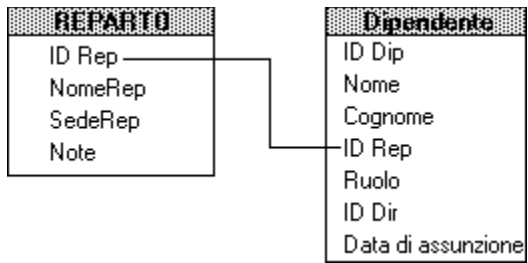 REPARTO
ID Rep
NomeRep
SedeRep
Note
Dipendente
ID Dip
Nome
Cognome
ID Rep
Ruolo
ID Dir
Data di assunzione